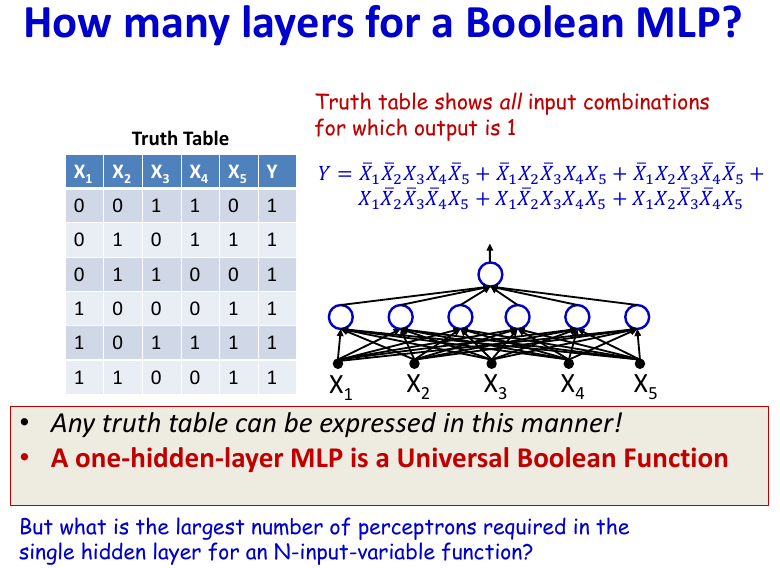 How many layers for a Boolean MLP?
Truth table shows all input combinations
for which output is 1
Truth Table
X₁ X₂ X₃ X₄ X₅ Y
0 0 1 1 0 1
0 1 0 1 1 1
0 1 1 0 0 1
1 0 0 0 1 1
1 0 1 1 1 1
1 1 0 0 1 1
Y = X̄₁X̄₂X₃X₄X̄₅ + X̄₁X₂X̄₃X₄X₅ + X̄₁X₂X₃X̄₄X̄₅ +
X₁X̄₂X̄₃X̄₄X₅ + X₁X̄₂X₃X₄X₅ + X₁X₂X̄₃X̄₄X₅
X₁ X₂ X₃ X₄ X₅
• Any truth table can be expressed in this manner!
• A one-hidden-layer MLP is a Universal Boolean Function
But what is the largest number of perceptrons required in the
single hidden layer for an N-input-variable function?